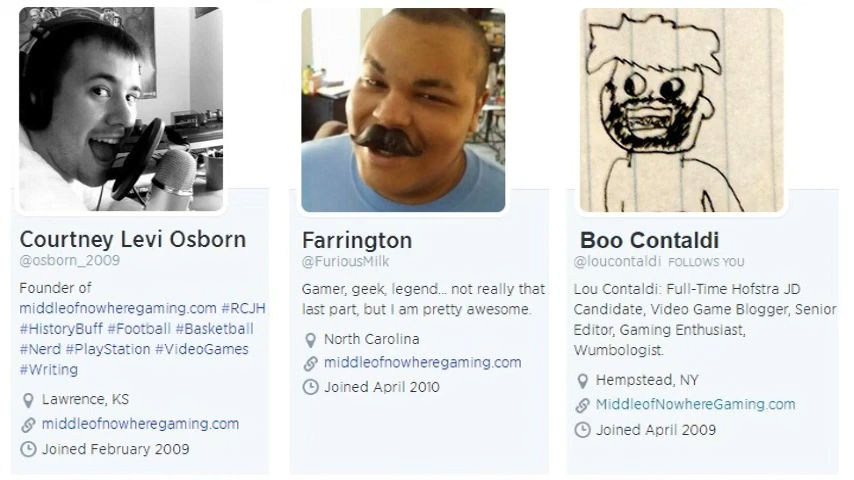 Courtney Levi Osborn
@osborn_2009
Founder of
middleofnowheregaming.com #RCJH
#HistoryBuff #Football #Basketball
#Nerd #PlayStation #VideoGames
#Writing
Lawrence, KS
middleofnowheregaming.com
Joined February 2009
Farrington
@FuriousMilk
Gamer, geek, legend... not really that
last part, but I am pretty awesome.
North Carolina
middleofnowheregaming.com
Joined April 2010
Boo Contaldi
@loucontaldi FOLLOWS YOU
Lou Contaldi: Full-Time Hofstra JD
Candidate, Video Game Blogger, Senior
Editor, Gaming Enthusiast,
Wumbologist.
Hempstead, NY
MiddleofNowhereGaming.com
Joined April 2009